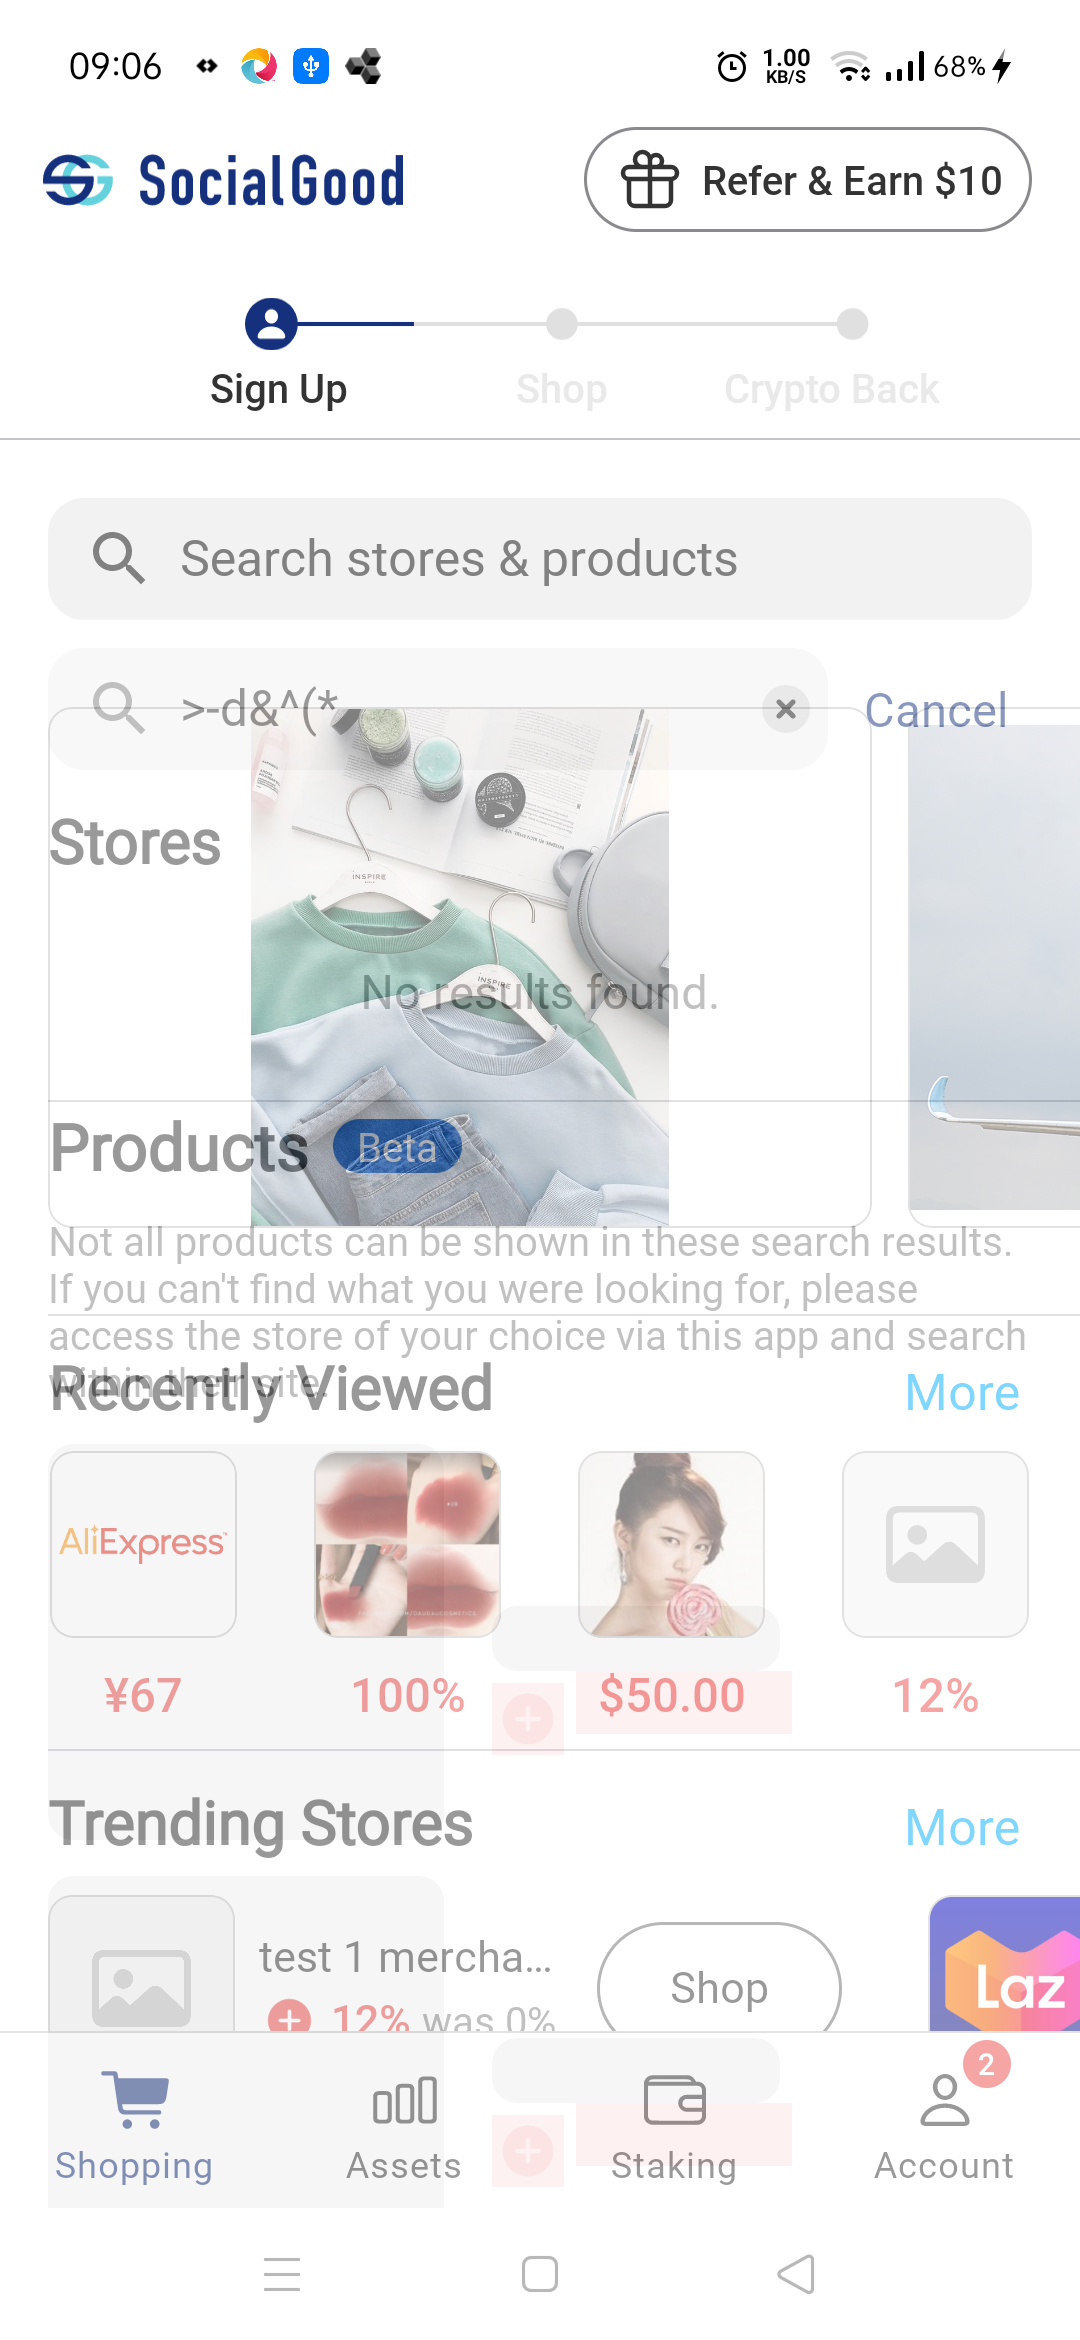 09:06
1.00
KB/S
68%
SocialGood
Refer & Earn $10
Sign Up
Shop
Crypto Back
Search stores & products
>-d&^(*
Cancel
Stores
INSPIRE
INSPIRE
No results found.
Products
Beta
Not all products can be shown in these search results.
If you can't find what you were looking for, please
access the store of your choice via this app and search
within their site.
Recently Viewed
More
AliExpress
¥67
100%
$50.00
12%
Trending Stores
More
test 1 mercha...
12% was 0%
Shop
Laz
2
Shopping
Assets
Staking
Account